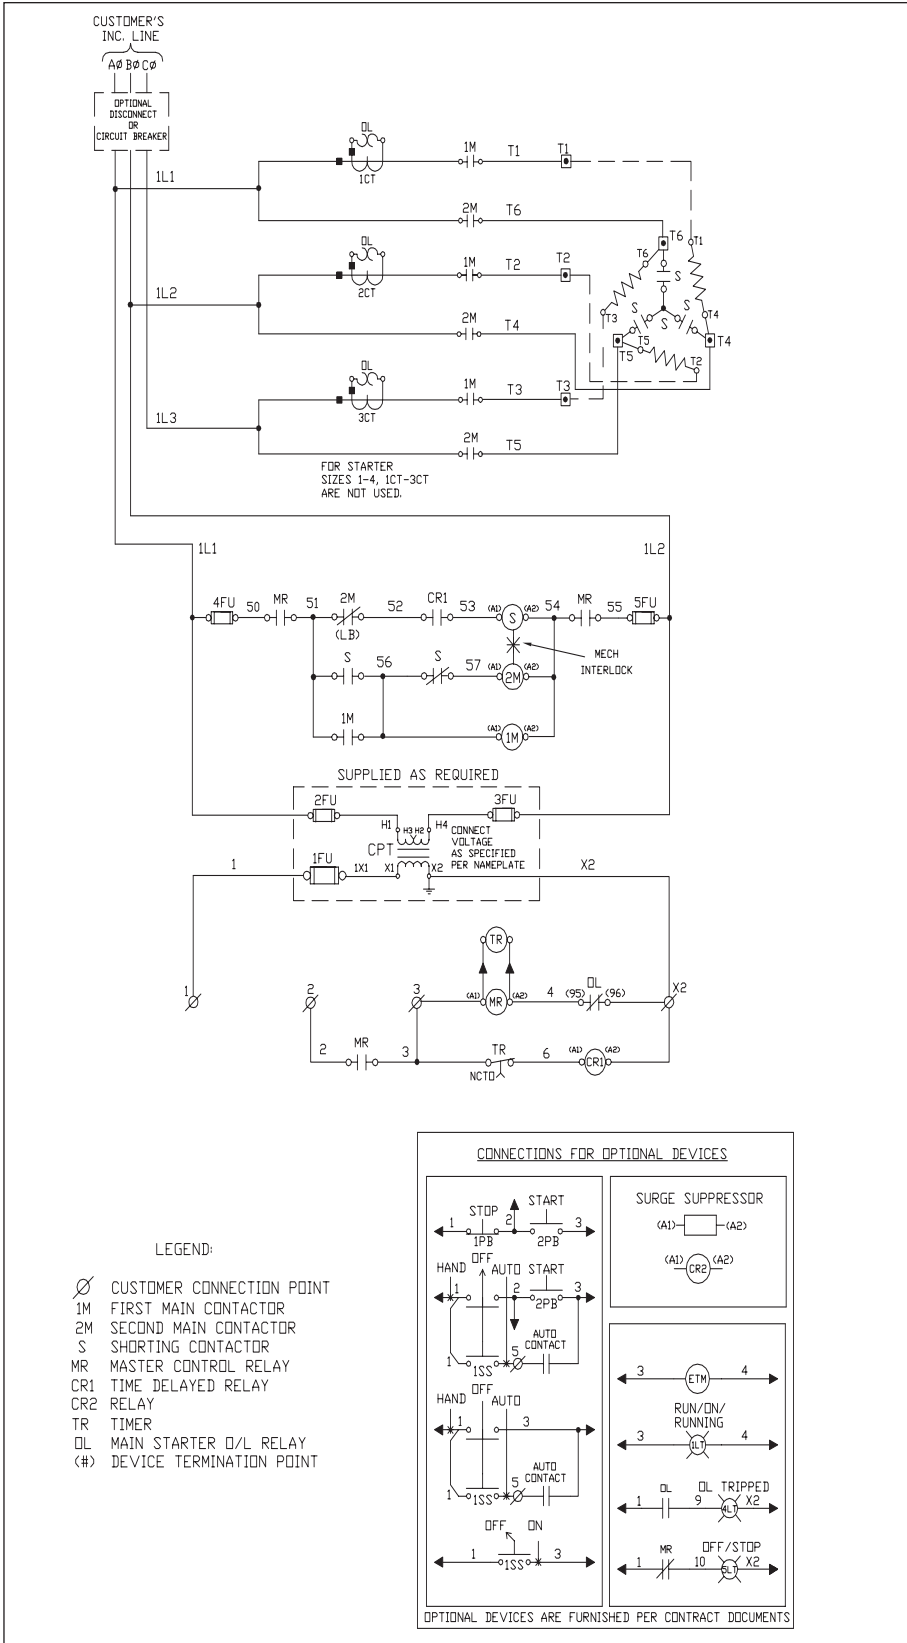 CUSTOMER'S
INC. LINE
AØ BØ CØ
OPTIONAL
DISCONNECT
OR
CIRCUIT BREAKER
OL
1M T1 T1
1CT
1L1
2M T6
T6 T1
OL
1M T2 T2
T6
S
2CT
1L2
S S
T3 T4
2M T4
T5
T5 T4
T2
OL
1M T3 T3
3CT
1L3
2M T5
FOR STARTER
SIZES 1-4, 1CT-3CT
ARE NOT USED.
1L1 1L2
4FU 50 MR 51 2M 52 CR1 53 (A1) S (A2) 54 MR 55 5FU
(LB)
MECH
INTERLOCK
S 56 S 57 (A1) 2M (A2)
1M (A1) 1M (A2)
SUPPLIED AS REQUIRED
2FU 3FU
H1 H3 H2 H4
CONNECT
VOLTAGE
AS SPECIFIED
PER NAMEPLATE
CPT
1 1FU 1X1 X1 X2 X2
TR
1 2 3 (A1) MR (A2) 4 (95) OL (96) X2
2 MR 3 TR 6 (A1) CR1 (A2)
NCTO
LEGEND:
CUSTOMER CONNECTION POINT
1M FIRST MAIN CONTACTOR
2M SECOND MAIN CONTACTOR
S SHORTING CONTACTOR
MR MASTER CONTROL RELAY
CR1 TIME DELAYED RELAY
CR2 RELAY
TR TIMER
OL MAIN STARTER O/L RELAY
(#) DEVICE TERMINATION POINT
CONNECTIONS FOR OPTIONAL DEVICES
STOP START
1 2 3
1PB 2PB
OFF
HAND AUTO START
1 2 3
2PB
AUTO
CONTACT
1 1SS 5
OFF
HAND AUTO
1 3
AUTO
CONTACT
1 1SS 5
OFF ON
1 1SS 3
SURGE SUPPRESSOR
(A1) (A2)
(A1) CR2 (A2)
3 ETM 4
RUN/ON/
RUNNING
3 1LT 4
OL OL TRIPPED
1 9 4LT X2
MR OFF/STOP
1 10 5LT X2
OPTIONAL DEVICES ARE FURNISHED PER CONTRACT DOCUMENTS